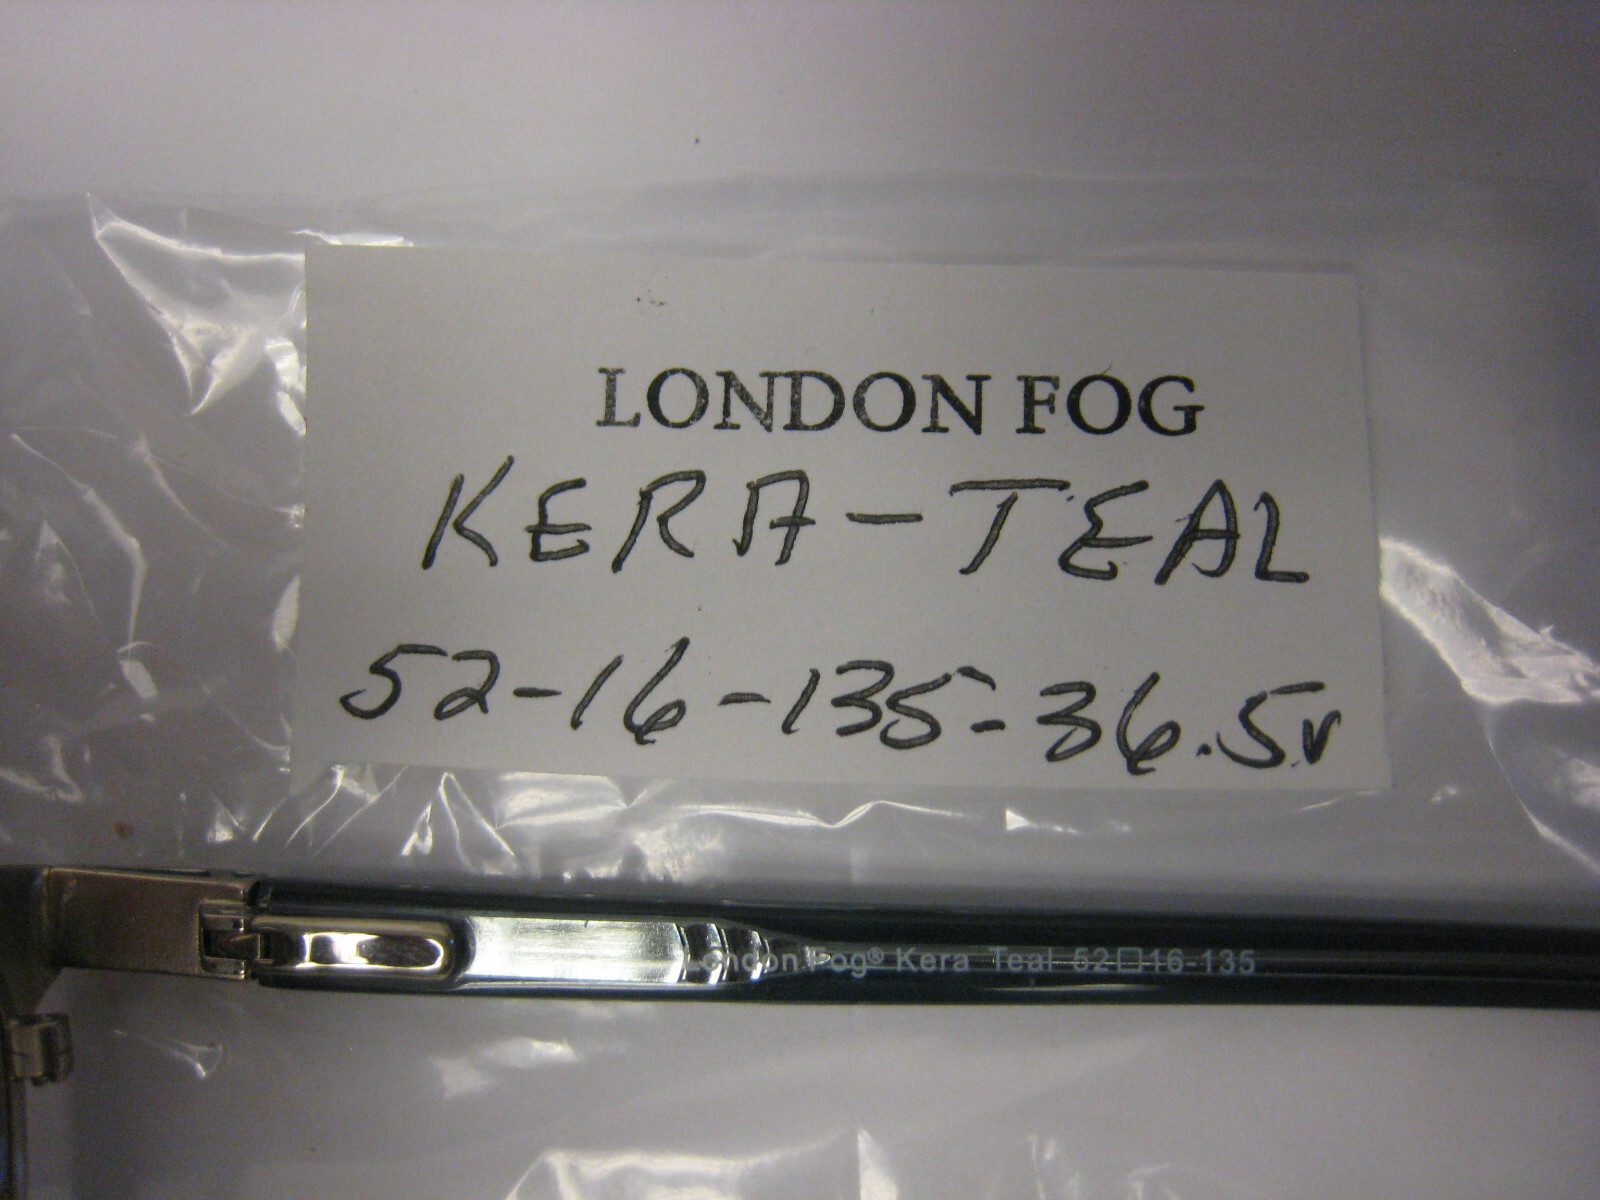 LONDON FOG
KERA-TEAL
52-16-135-36.5v
London Fog® Kera Teal 52□16-135